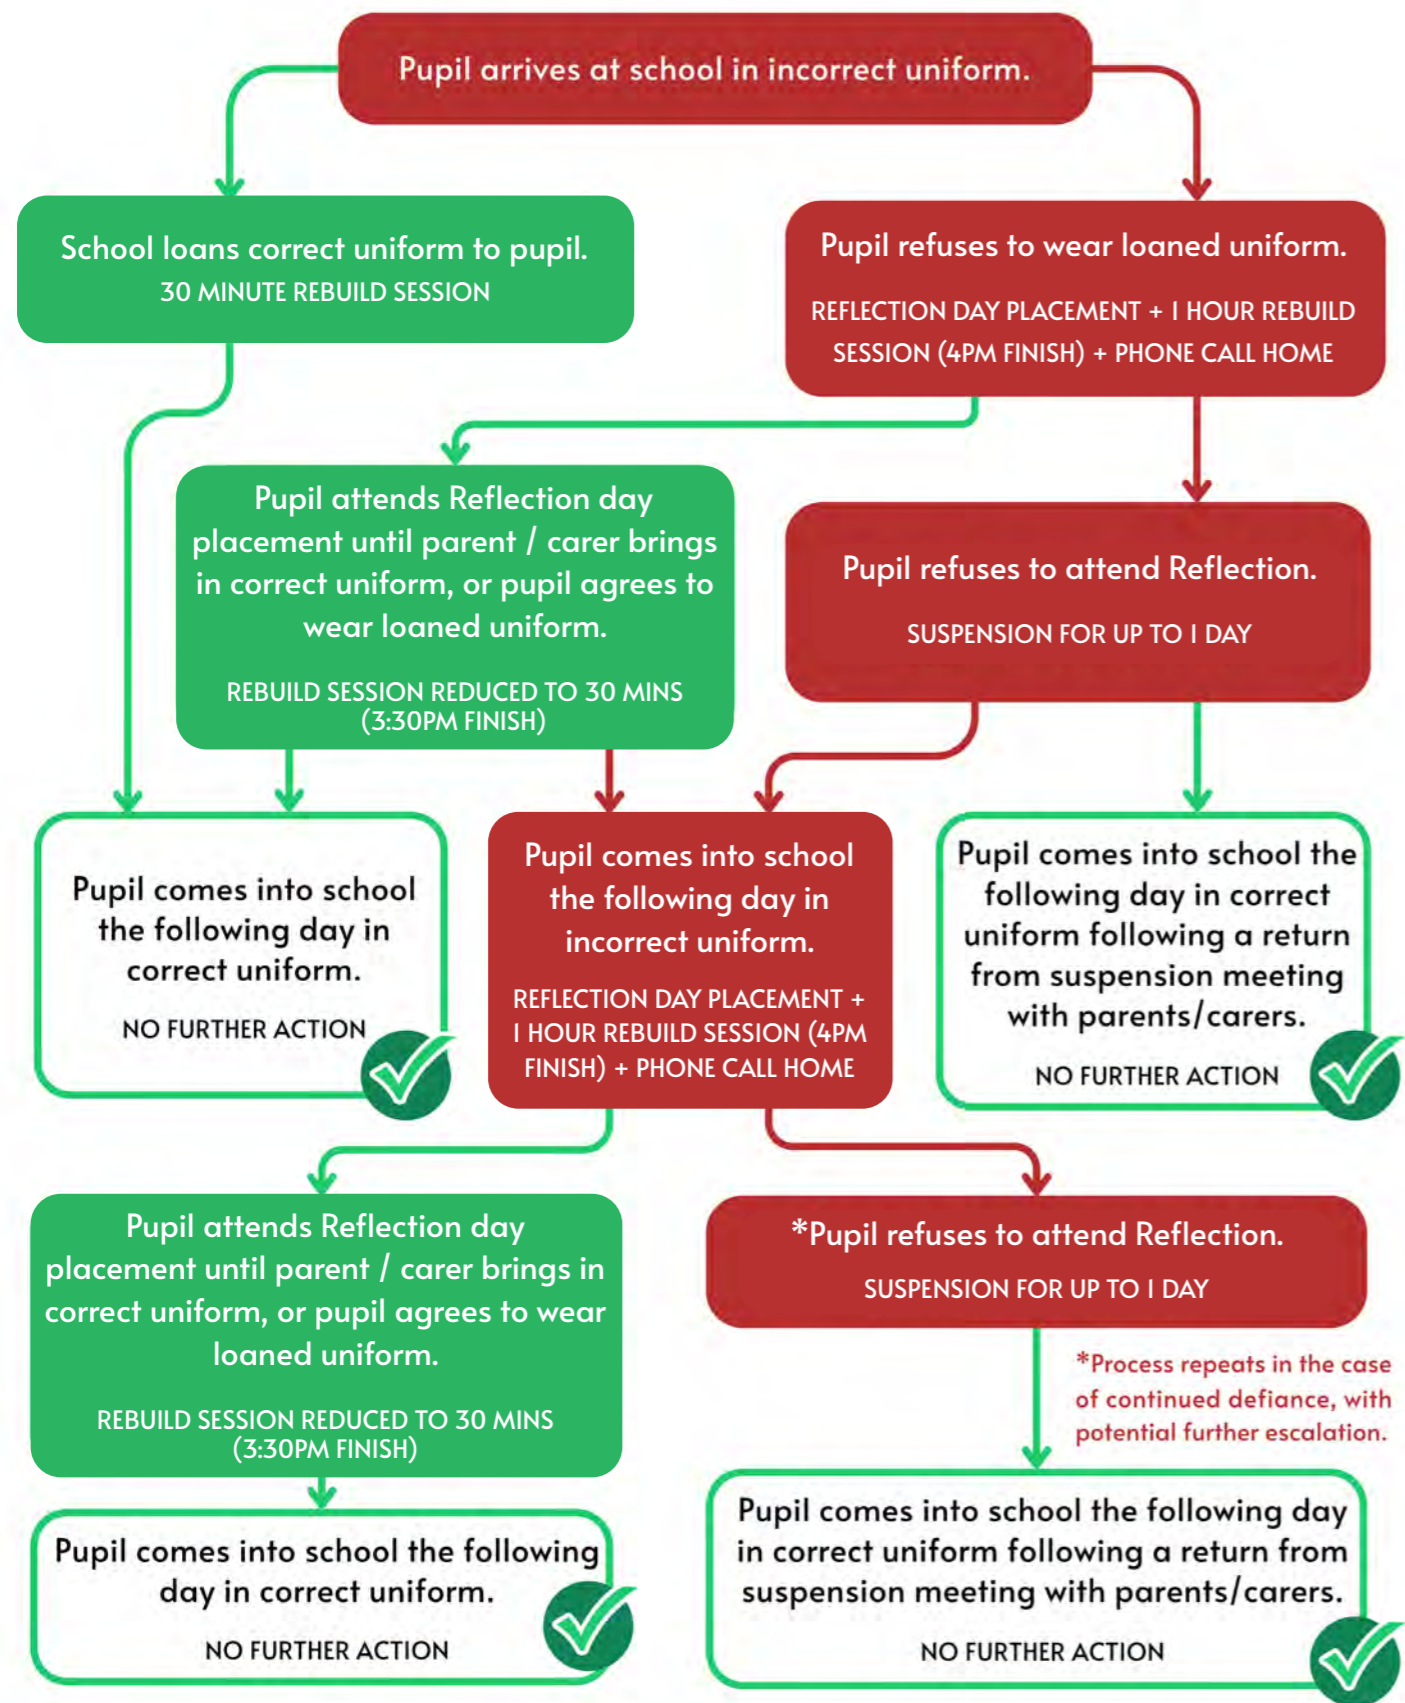 Pupil arrives at school in incorrect uniform.
School loans correct uniform to pupil.
30 MINUTE REBUILD SESSION
Pupil refuses to wear loaned uniform.
REFLECTION DAY PLACEMENT + 1 HOUR REBUILD
SESSION (4PM FINISH) + PHONE CALL HOME
Pupil attends Reflection day
placement until parent / carer brings
in correct uniform, or pupil agrees to
wear loaned uniform.
REBUILD SESSION REDUCED TO 30 MINS
(3:30PM FINISH)
Pupil refuses to attend Reflection.
SUSPENSION FOR UP TO 1 DAY
Pupil comes into school
the following day in
correct uniform.
NO FURTHER ACTION
Pupil comes into school
the following day in
incorrect uniform.
REFLECTION DAY PLACEMENT +
1 HOUR REBUILD SESSION (4PM
FINISH) + PHONE CALL HOME
Pupil comes into school the
following day in correct
uniform following a return
from suspension meeting
with parents/carers.
NO FURTHER ACTION
Pupil attends Reflection day
placement until parent / carer brings in
correct uniform, or pupil agrees to wear
loaned uniform.
REBUILD SESSION REDUCED TO 30 MINS
(3:30PM FINISH)
*Pupil refuses to attend Reflection.
SUSPENSION FOR UP TO 1 DAY
*Process repeats in the case
of continued defiance, with
potential further escalation.
Pupil comes into school the following
day in correct uniform.
NO FURTHER ACTION
Pupil comes into school the following day
in correct uniform following a return from
suspension meeting with parents/carers.
NO FURTHER ACTION